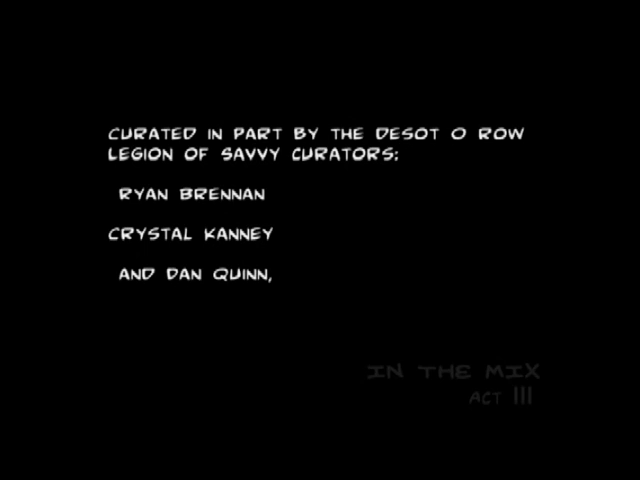 CURATED IN PART BY THE DESOT O ROW
LEGION OF SAVVY CURATORS:
RYAN BRENNAN
CRYSTAL KANNEY
AND DAN QUINN,
IN THE MIX
ACT III